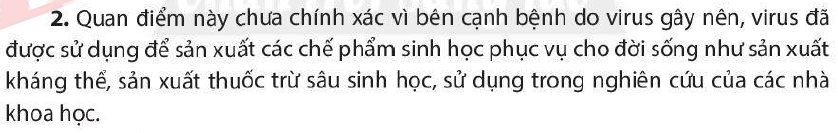 2. Quan điểm này chưa chính xác vì bên cạnh bệnh do virus gây nên, virus đã
được sử dụng để sản xuất các chế phẩm sinh học phục vụ cho đời sống như sản xuất
kháng thể, sản xuất thuốc trừ sâu sinh học, sử dụng trong nghiên cứu của các nhà
khoa học.